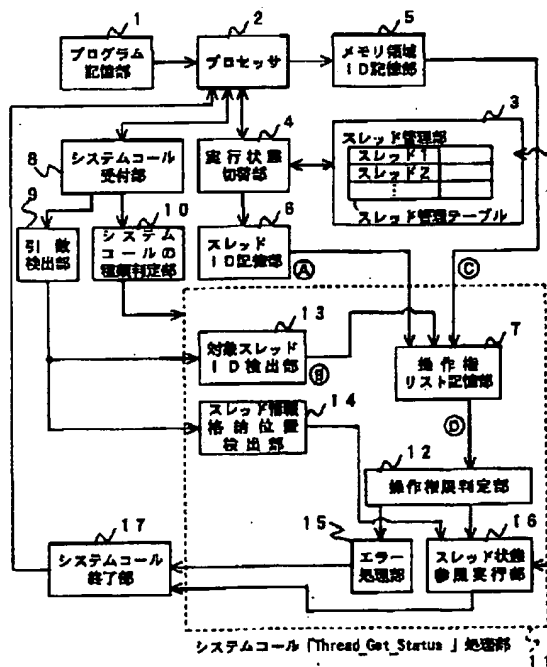 1
プログラム
記憶部
2
プロセッサ
5
メモリ領域
ID記憶部
3
スレッド管理部
スレッド1
スレッド2
スレッド管理テーブル
8
システムコール
受付部
4
実行状態
切替部
9
引数
検出部
10
システム
コールの
種類判定部
6
スレッド
ID記憶部
A
C
13
対象スレッド
ID検出部
B
7
操作権
リスト記憶部
14
スレッド情報
格納位置
検出部
D
12
操作権限判定部
17
システムコール
終了部
15
エラー
処理部
16
スレッド状態
参照実行部
システムコール「Thread_Get_Status」処理部
11